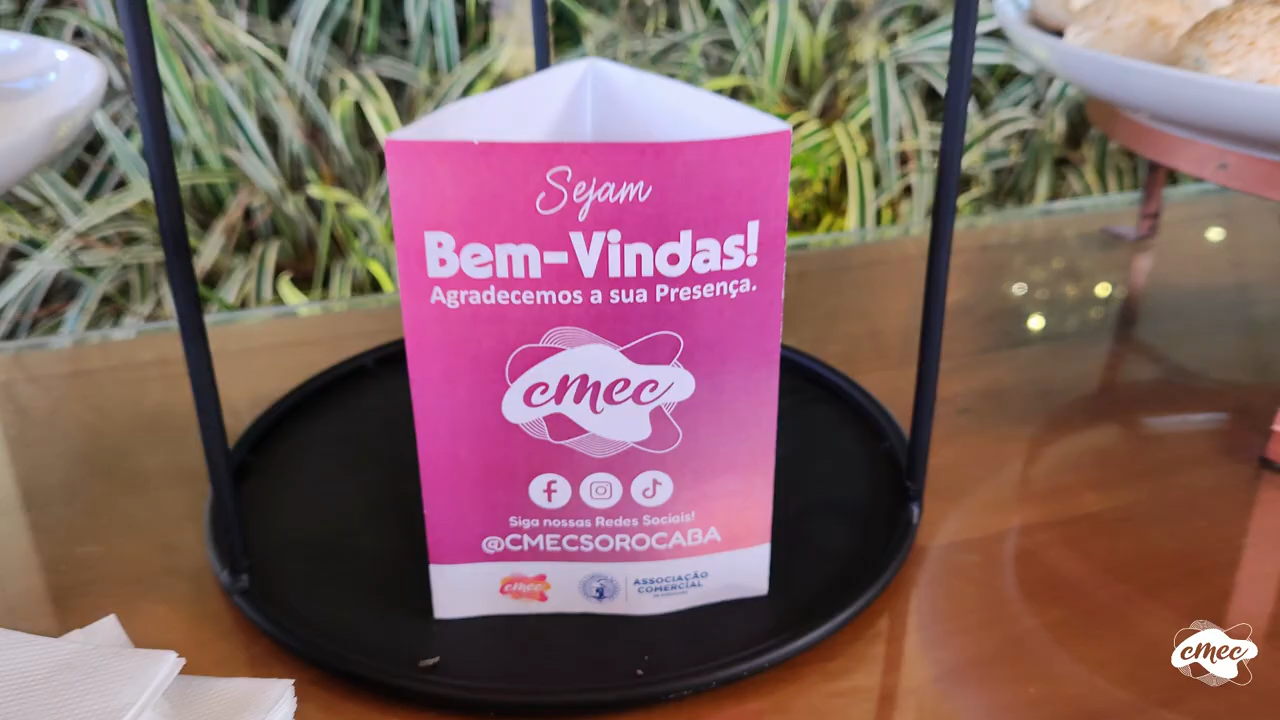 Sejam
Bem-Vindas!
Agradecemos a sua Presença.
cmec
Siga nossas Redes Sociais!
@CMECSOROCABA
cmec
ASSOCIAÇÃO
COMERCIAL
cmec